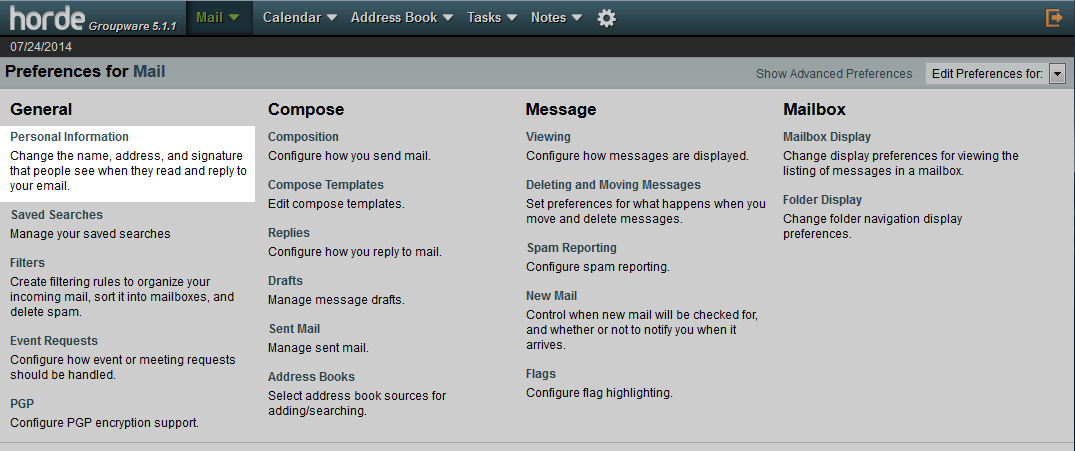 horde Groupware 5.1.1 Mail Calendar Address Book Tasks Notes
07/24/2014
Preferences for Mail Show Advanced Preferences Edit Preferences for:
General
Personal Information
Change the name, address, and signature
that people see when they read and reply to
your email.
Saved Searches
Manage your saved searches
Filters
Create filtering rules to organize your
incoming mail, sort it into mailboxes, and
delete spam.
Event Requests
Configure how event or meeting requests
should be handled.
PGP
Configure PGP encryption support.
Compose
Composition
Configure how you send mail.
Compose Templates
Edit compose templates.
Replies
Configure how you reply to mail.
Drafts
Manage message drafts.
Sent Mail
Manage sent mail.
Address Books
Select address book sources for
adding/searching.
Message
Viewing
Configure how messages are displayed.
Deleting and Moving Messages
Set preferences for what happens when you
move and delete messages.
Spam Reporting
Configure spam reporting.
New Mail
Control when new mail will be checked for,
and whether or not to notify you when it
arrives.
Flags
Configure flag highlighting.
Mailbox
Mailbox Display
Change display preferences for viewing the
listing of messages in a mailbox.
Folder Display
Change folder navigation display
preferences.